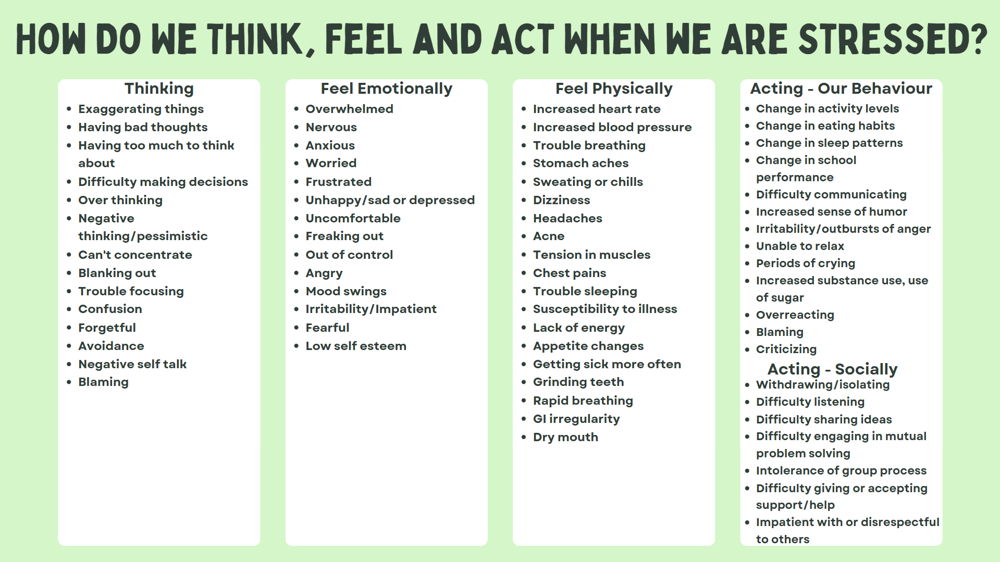 HOW DO WE THINK, FEEL AND ACT WHEN WE ARE STRESSED?
Thinking
• Exaggerating things
• Having bad thoughts
• Having too much to think
about
• Difficulty making decisions
• Over thinking
• Negative
thinking/pessimistic
• Can't concentrate
• Blanking out
• Trouble focusing
• Confusion
• Forgetful
• Avoidance
• Negative self talk
• Blaming
Feel Emotionally
• Overwhelmed
• Nervous
• Anxious
• Worried
• Frustrated
• Unhappy/sad or depressed
• Uncomfortable
• Freaking out
• Out of control
• Angry
• Mood swings
• Irritability/Impatient
• Fearful
• Low self esteem
Feel Physically
• Increased heart rate
• Increased blood pressure
• Trouble breathing
• Stomach aches
• Sweating or chills
• Dizziness
• Headaches
• Acne
• Tension in muscles
• Chest pains
• Trouble sleeping
• Susceptibility to illness
• Lack of energy
• Appetite changes
• Getting sick more often
• Grinding teeth
• Rapid breathing
• GI irregularity
• Dry mouth
Acting - Our Behaviour
• Change in activity levels
• Change in eating habits
• Change in sleep patterns
• Change in school
performance
• Difficulty communicating
• Increased sense of humor
• Irritability/outbursts of anger
• Unable to relax
• Periods of crying
• Increased substance use, use
of sugar
• Overreacting
• Blaming
• Criticizing
Acting - Socially
• Withdrawing/isolating
• Difficulty listening
• Difficulty sharing ideas
• Difficulty engaging in mutual
problem solving
• Intolerance of group process
• Difficulty giving or accepting
support/help
• Impatient with or disrespectful
to others